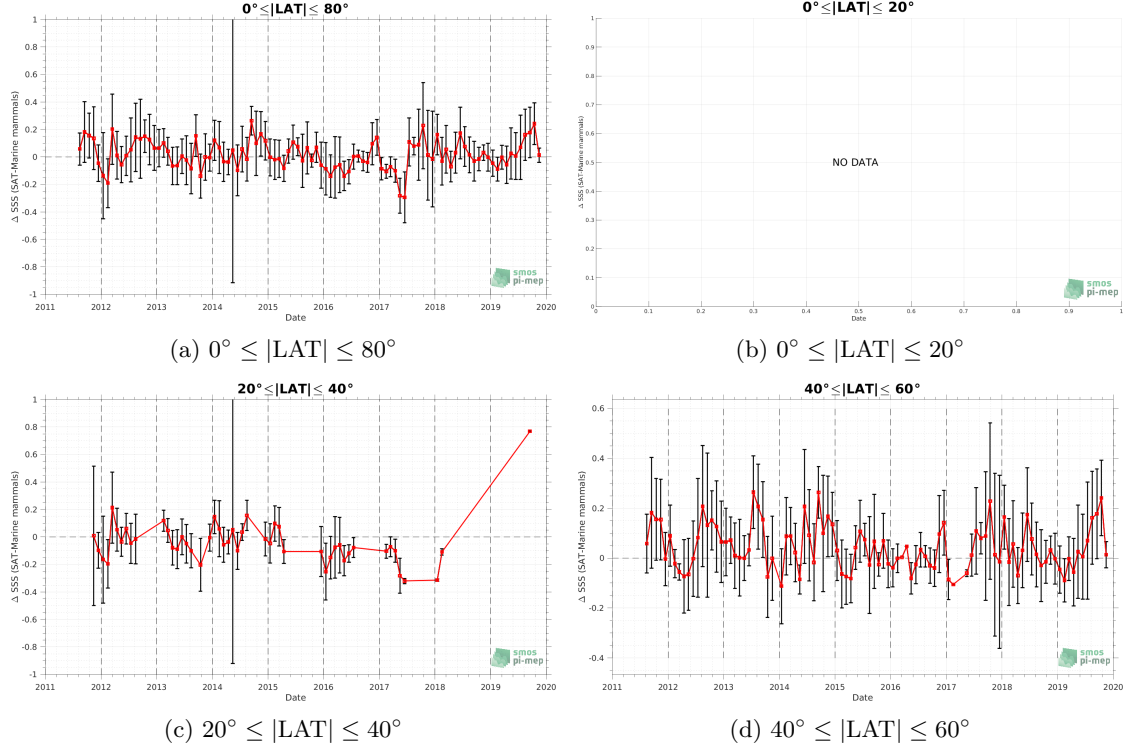 0°≤|LAT|≤ 80°
1
0.8
0.6
0.4
0.2
0
-0.2
-0.4
-0.6
-0.8
-1
Δ SSS (SAT-Marine mammals)
2011 2012 2013 2014 2015 2016 2017 2018 2019 2020
Date
smos
pi-mep
(a) 0° ≤ |LAT| ≤ 80°
0°≤|LAT|≤ 20°
1
0.9
0.8
0.7
0.6
0.5
0.4
0.3
0.2
0.1
0
Δ SSS (SAT-Marine mammals)
NO DATA
0 0.1 0.2 0.3 0.4 0.5 0.6 0.7 0.8 0.9 1
Date
smos
pi-mep
(b) 0° ≤ |LAT| ≤ 20°
20°≤|LAT|≤ 40°
1
0.8
0.6
0.4
0.2
0
-0.2
-0.4
-0.6
-0.8
-1
Δ SSS (SAT-Marine mammals)
2011 2012 2013 2014 2015 2016 2017 2018 2019 2020
Date
smos
pi-mep
(c) 20° ≤ |LAT| ≤ 40°
40°≤|LAT|≤ 60°
0.6
0.4
0.2
0
-0.2
-0.4
Δ SSS (SAT-Marine mammals)
2011 2012 2013 2014 2015 2016 2017 2018 2019 2020
Date
smos
pi-mep
(d) 40° ≤ |LAT| ≤ 60°